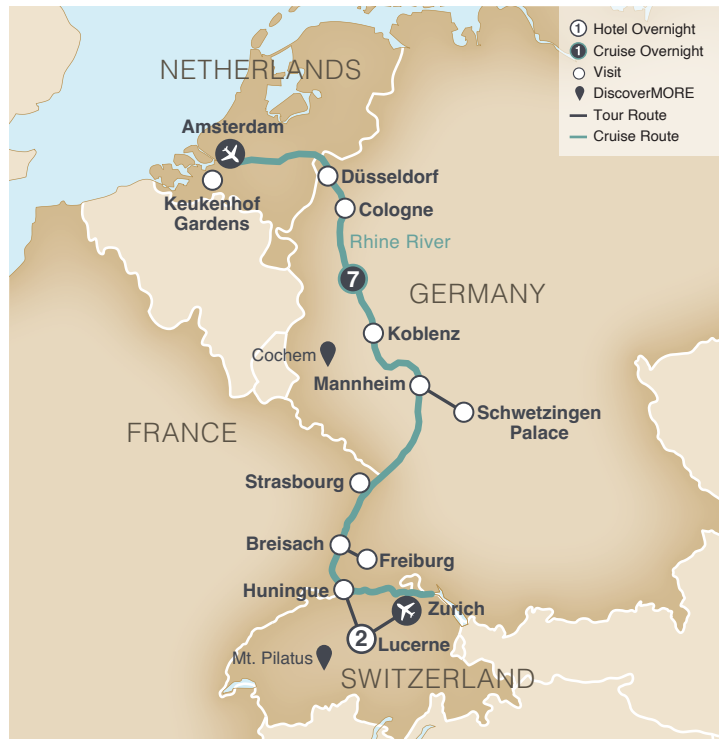 1 Hotel Overnight
1 Cruise Overnight
Visit
DiscoverMORE
Tour Route
Cruise Route
NETHERLANDS
Amsterdam
Düsseldorf
Keukenhof
Gardens
Cologne
Rhine River
7
GERMANY
Koblenz
Cochem
Mannheim
Schwetzingen
Palace
FRANCE
Strasbourg
Breisach
Freiburg
Huningue
Zurich
2
Lucerne
Mt. Pilatus
SWITZERLAND